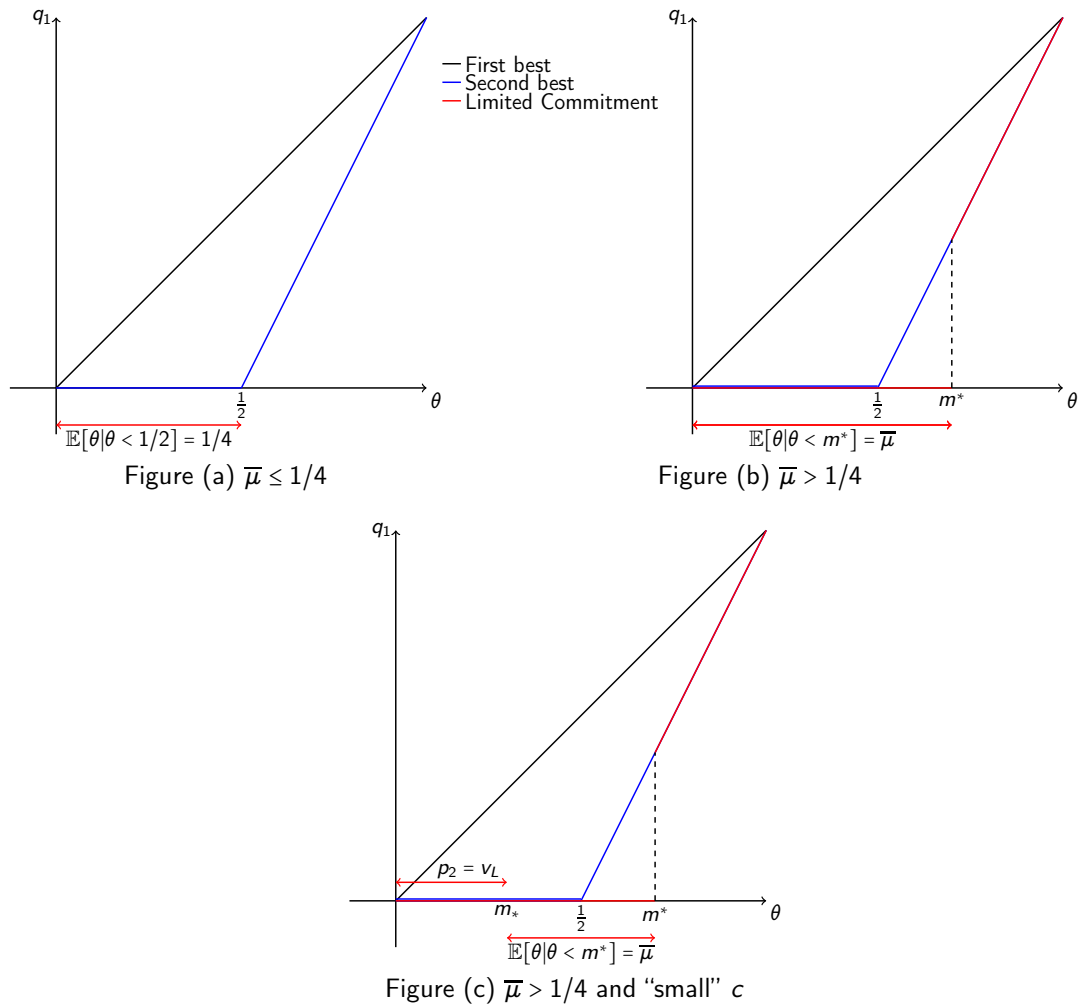 q₁
First best
Second best
Limited Commitment
1/2
θ
𝔼[θ|θ < 1/2] = 1/4
Figure (a) μ̅ ≤ 1/4
q₁
1/2
m*
θ
𝔼[θ|θ < m*] = μ̅
Figure (b) μ̅ > 1/4
q₁
p₂ = v_L
m_*
1/2
m*
θ
𝔼[θ|θ < m*] = μ̅
Figure (c) μ̅ > 1/4 and “small” c